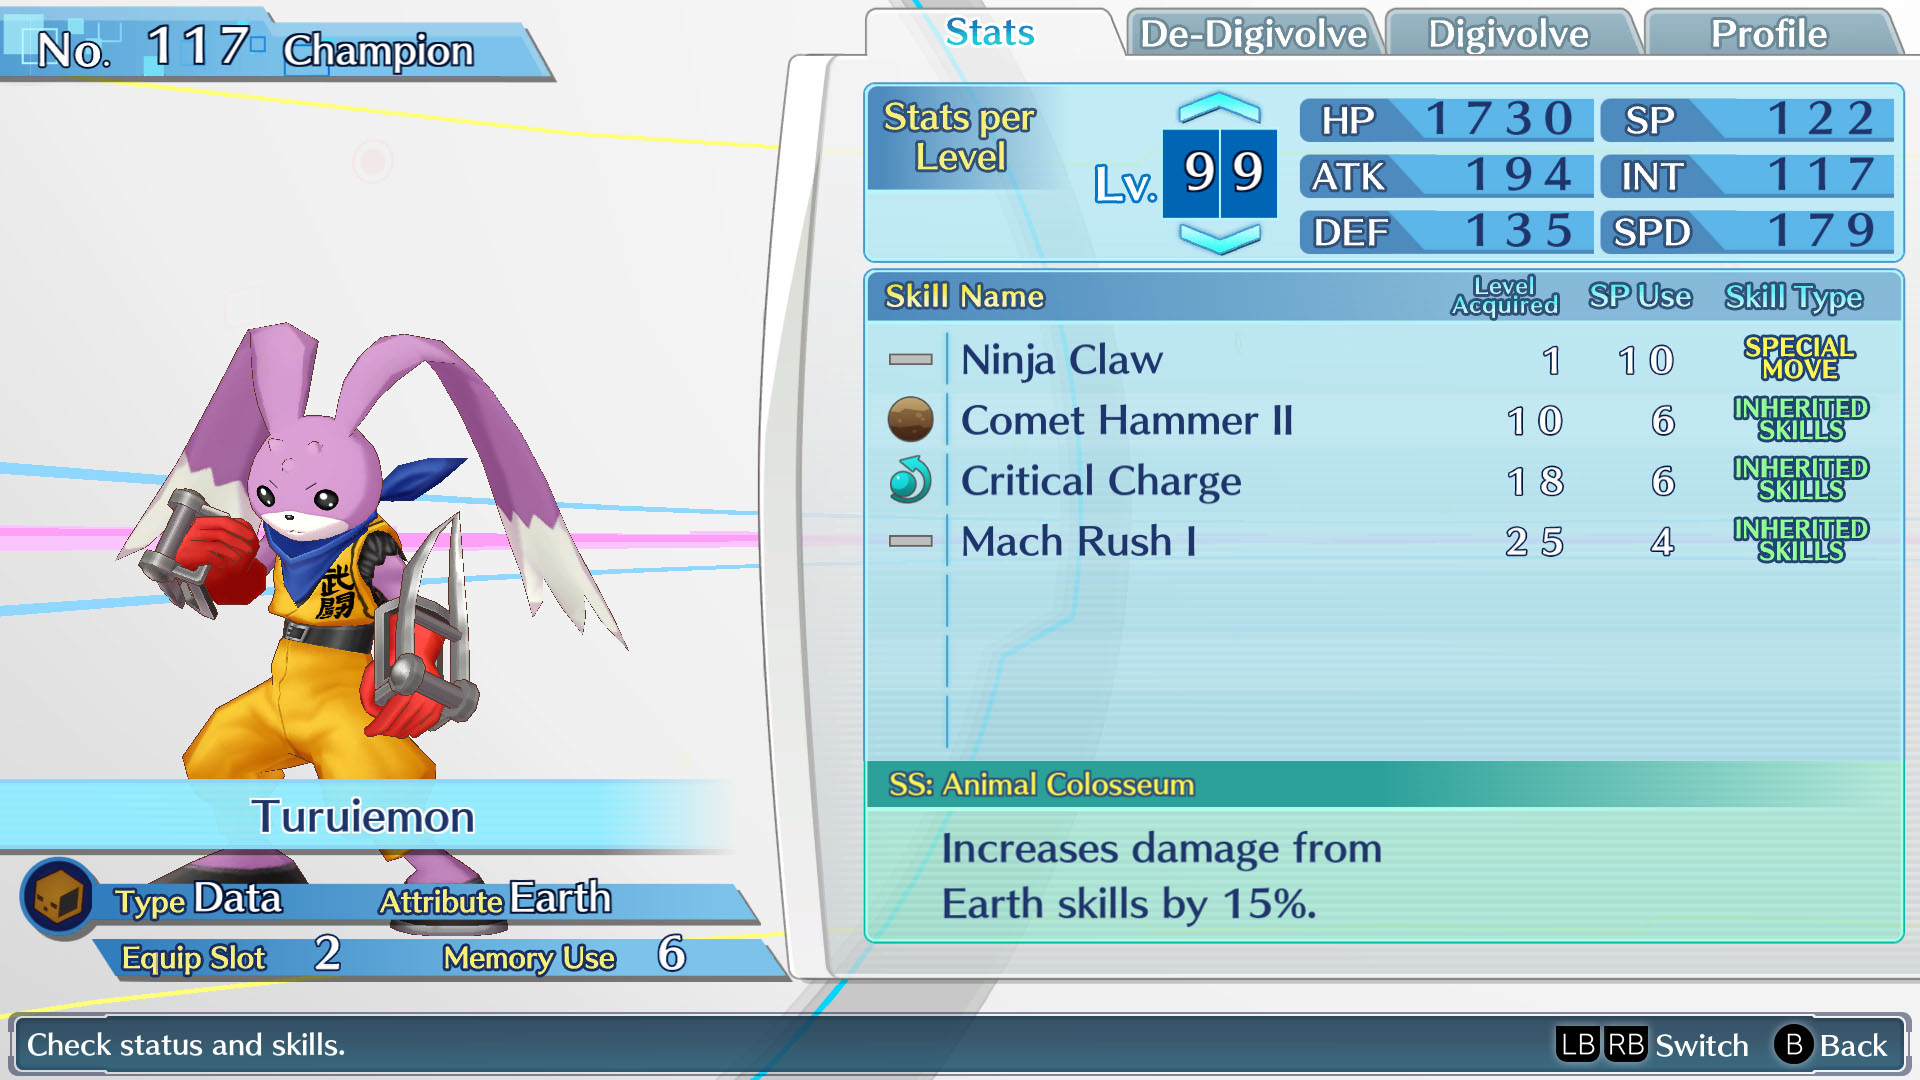 No. 117 Champion
Stats
De-Digivolve
Digivolve
Profile
Stats per
Level
Lv. 99
HP 1730
SP 122
ATK 194
INT 117
DEF 135
SPD 179
Skill Name
Level
Acquired
SP Use
Skill Type
Ninja Claw 1 10 SPECIAL
MOVE
Comet Hammer II 10 6 INHERITED
SKILLS
Critical Charge 18 6 INHERITED
SKILLS
Mach Rush I 25 4 INHERITED
SKILLS
SS: Animal Colosseum
Increases damage from
Earth skills by 15%.
武
闘
Turuiemon
Type Data Attribute Earth
Equip Slot 2 Memory Use 6
Check status and skills.
LB RB Switch B Back